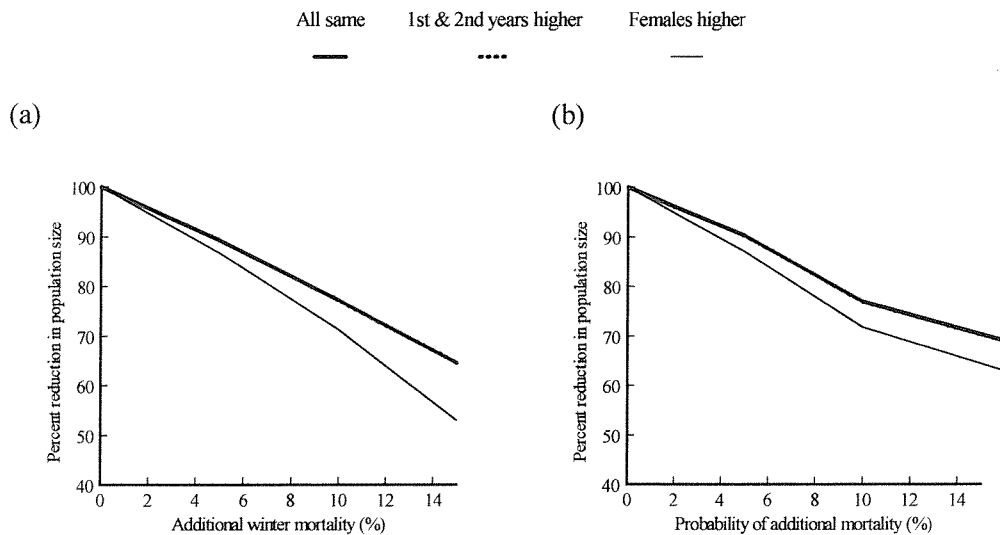 All same 1st & 2nd years higher Females higher
(a)
(b)
Percent reduction in population size
100
90
80
70
60
50
40
0 2 4 6 8 10 12 14
Additional winter mortality (%)
Percent reduction in population size
100
90
80
70
60
50
40
0 2 4 6 8 10 12 14
Probability of additional mortality (%)